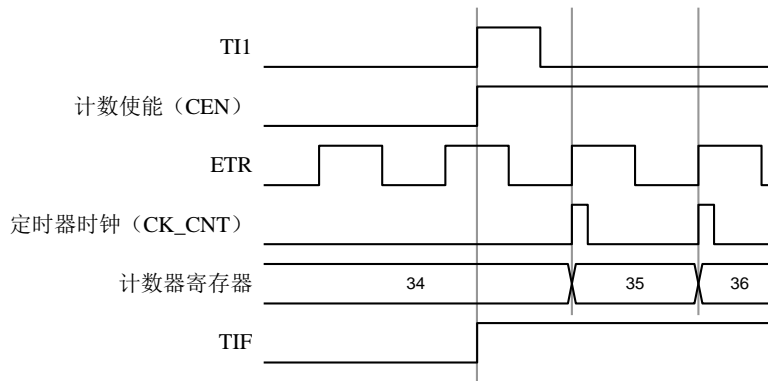 TI1
计数使能（CEN）
ETR
定时器时钟（CK_CNT）
计数器寄存器
34
35
36
TIF